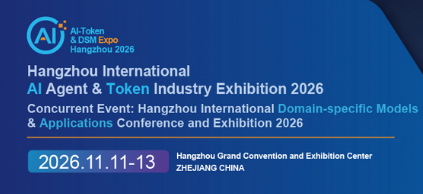 AI
AI-Token
& DSM Expo
Hangzhou 2026
Hangzhou International
AI Agent & Token Industry Exhibition 2026
Concurrent Event: Hangzhou International Domain-specific Models
& Applications Conference and Exhibition 2026
2026.11.11-13
Hangzhou Grand Convention and Exhibition Center
ZHEJIANG CHINA